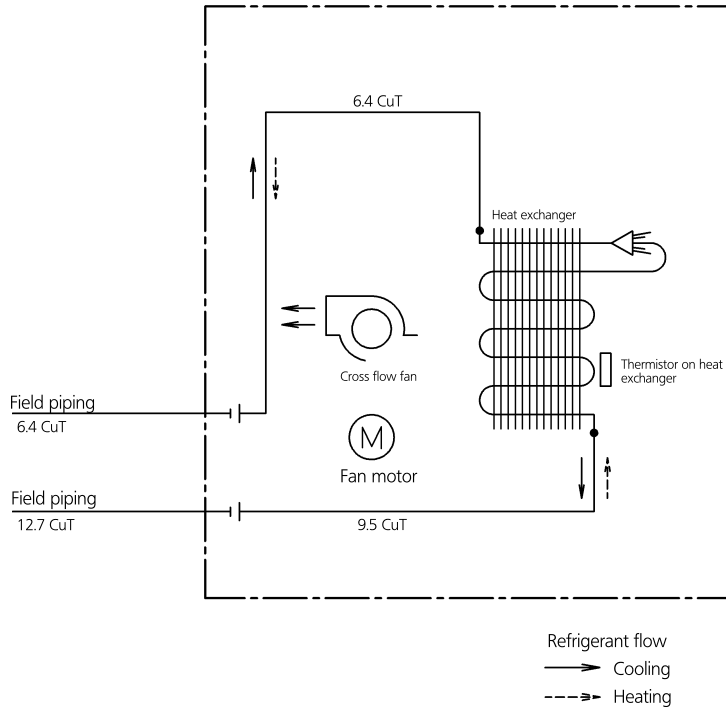 6.4 CuT
Heat exchanger
Thermistor on heat
exchanger
Cross flow fan
Field piping
6.4 CuT
M
Fan motor
Field piping
12.7 CuT
9.5 CuT
Refrigerant flow
Cooling
Heating